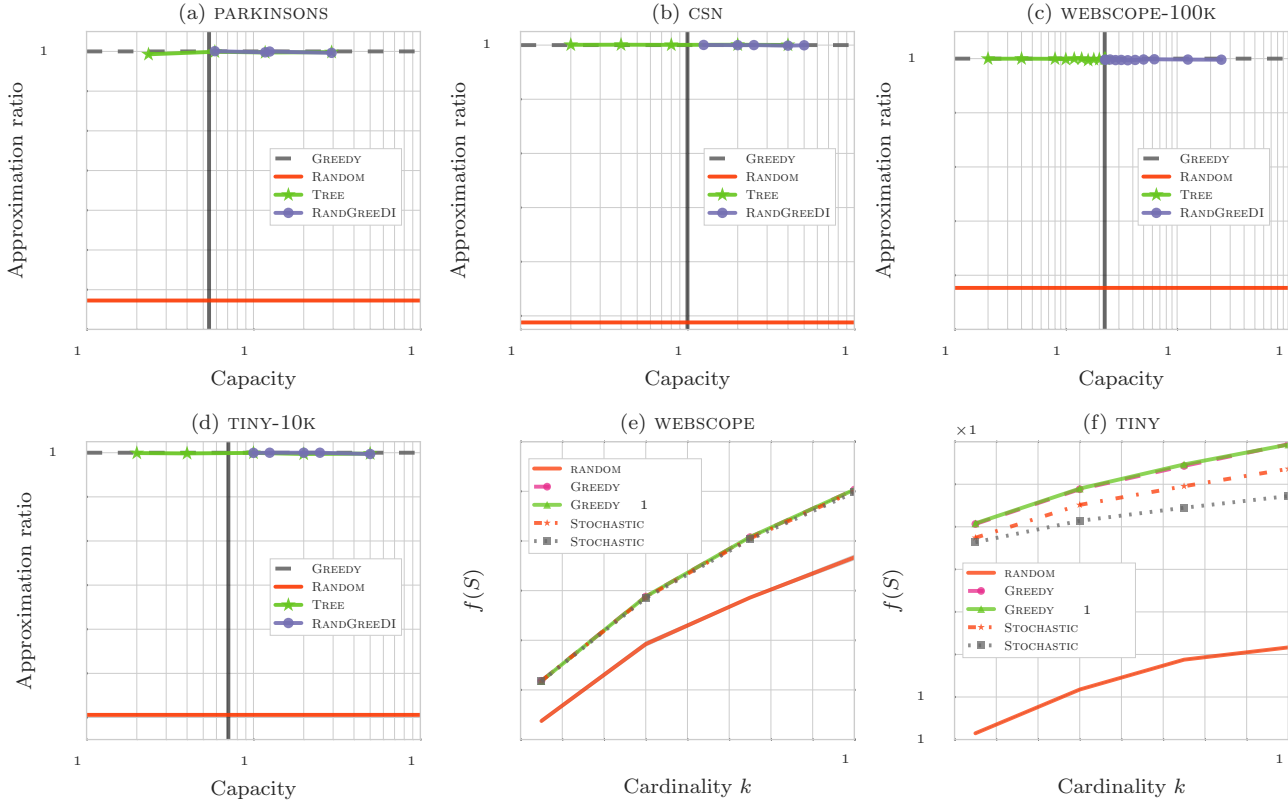 (a) PARKINSONS
1
Approximation ratio
GREEDY
RANDOM
TREE
RANDGREEDI
1
1
1
Capacity
(b) CSN
1
Approximation ratio
GREEDY
RANDOM
TREE
RANDGREEDI
1
1
1
Capacity
(c) WEBSCOPE-100K
1
Approximation ratio
GREEDY
RANDOM
TREE
RANDGREEDI
1
1
1
1
Capacity
(d) TINY-10K
1
Approximation ratio
GREEDY
RANDOM
TREE
RANDGREEDI
1
1
1
Capacity
(e) WEBSCOPE
f(S)
RANDOM
GREEDY
GREEDY 1
STOCHASTIC
STOCHASTIC
1
Cardinality k
(f) TINY
×1
f(S)
RANDOM
GREEDY
GREEDY 1
STOCHASTIC
STOCHASTIC
1
1
1
Cardinality k